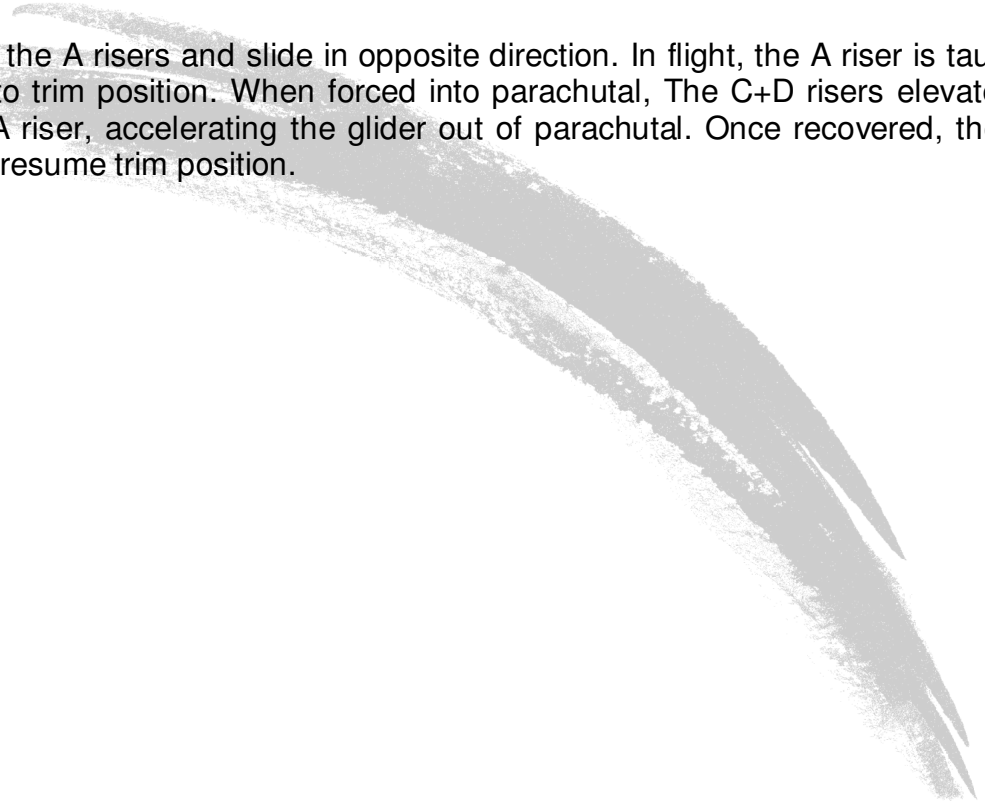 the A risers and slide in opposite direction. In flight, the A riser is tau
to trim position. When forced into parachutal, The C+D risers elevate
A riser, accelerating the glider out of parachutal. Once recovered, the
resume trim position.